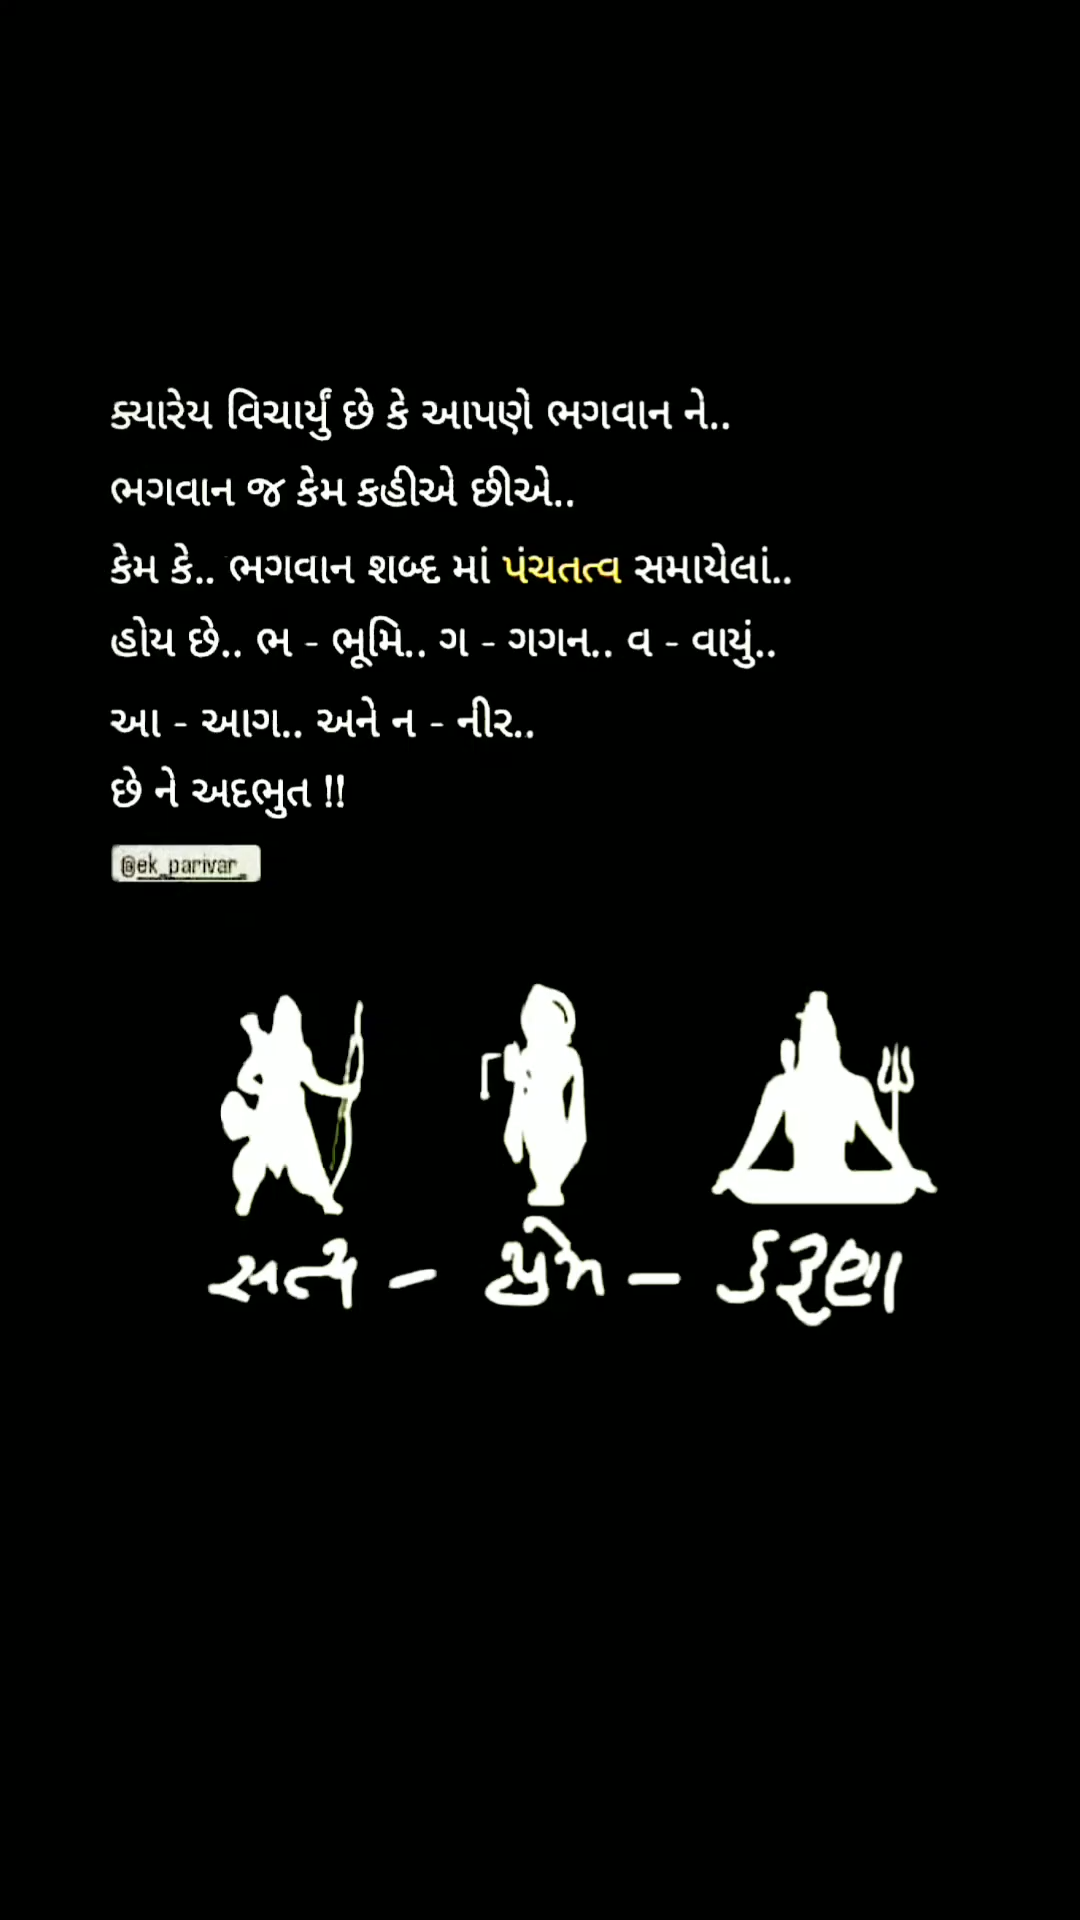 ક્યારેય વિચાર્યું છે કે આપણે ભગવાન ને..
ભગવાન જ કેમ કહીએ છીએ..
કેમ કે.. ભગવાન શબ્દ માં પંચતત્વ સમાયેલાં..
હોય છે.. ભ - ભૂમિ.. ગ - ગગન.. વ - વાયું..
આ - આગ.. અને ન - નીર..
છે ને અદભુત !!
@ek_parivar_
સત્ય - પ્રેમ - કરૂણા